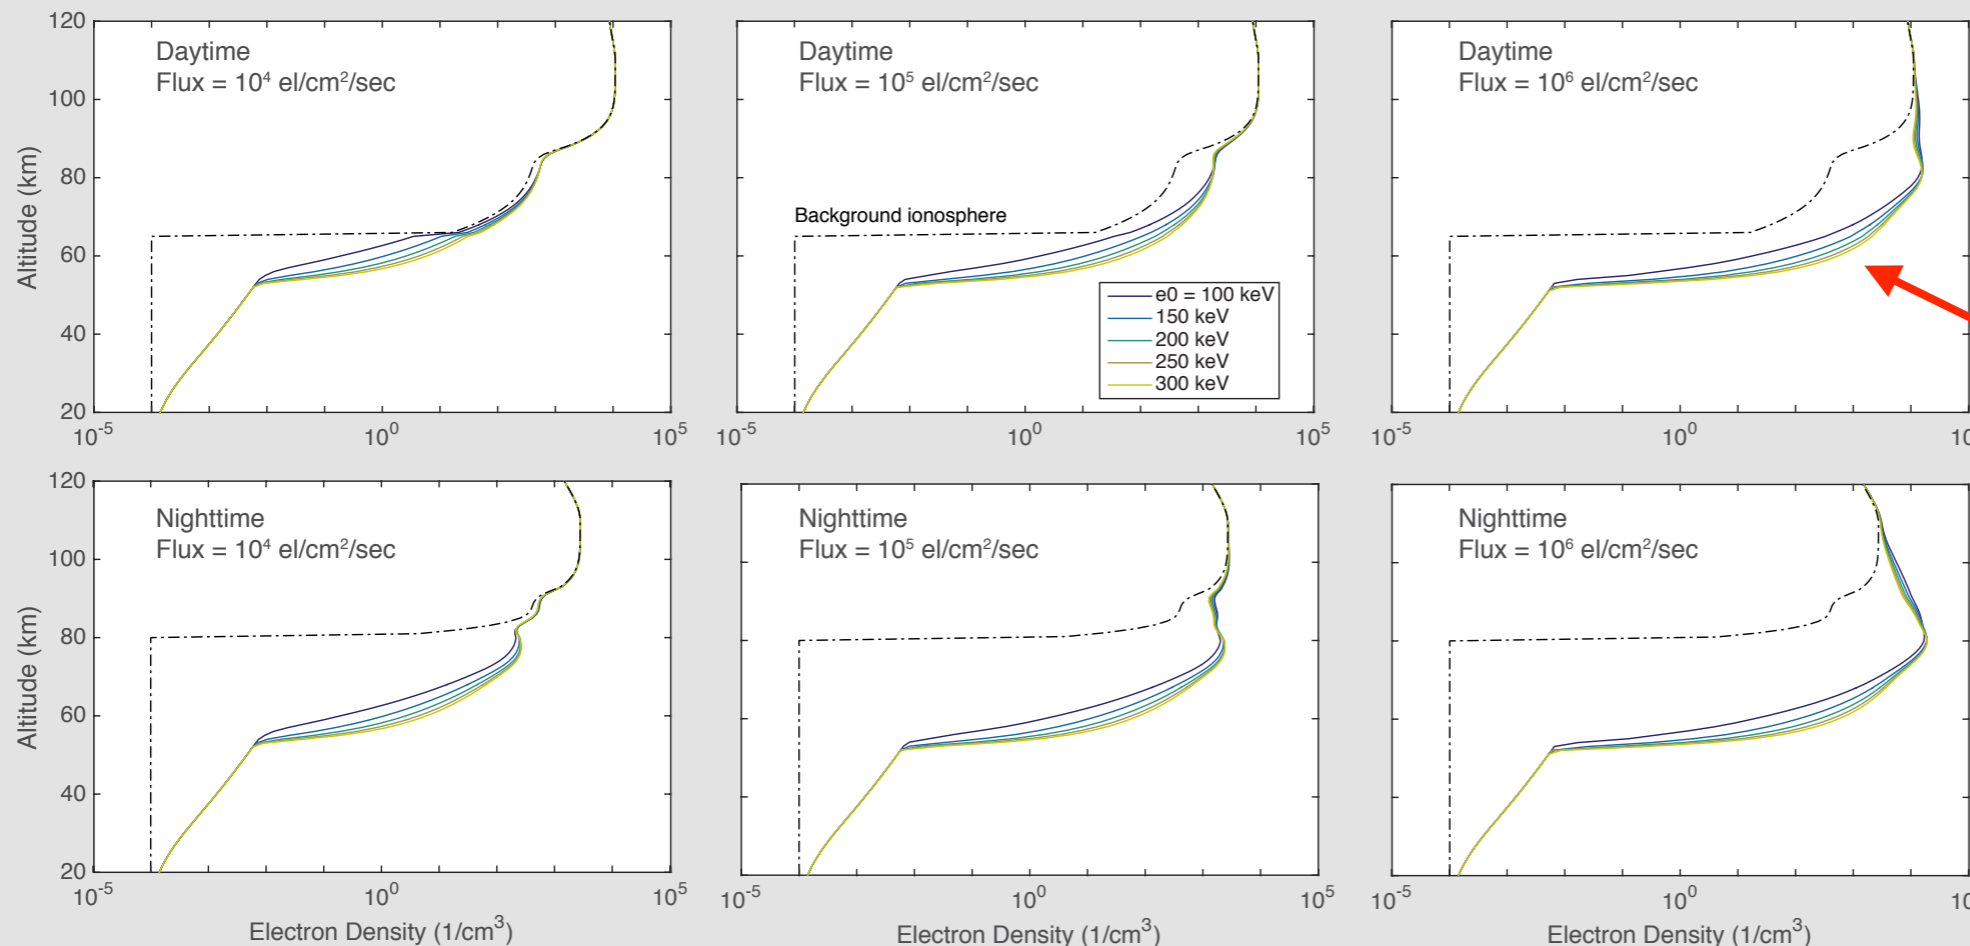 120
100
80
60
40
20
Altitude (km)
Daytime
Flux = 10⁴ el/cm²/sec
10⁻⁵
10⁰
10⁵
Daytime
Flux = 10⁵ el/cm²/sec
Background ionosphere
e0 = 100 keV
150 keV
200 keV
250 keV
300 keV
10⁻⁵
10⁰
10⁵
Daytime
Flux = 10⁶ el/cm²/sec
10⁻⁵
10⁰
120
100
80
60
40
20
Altitude (km)
Nighttime
Flux = 10⁴ el/cm²/sec
10⁻⁵
10⁰
10⁵
Electron Density (1/cm³)
Nighttime
Flux = 10⁵ el/cm²/sec
10⁻⁵
10⁰
10⁵
Electron Density (1/cm³)
Nighttime
Flux = 10⁶ el/cm²/sec
10⁻⁵
10⁰
Electron Density (1/cm³)